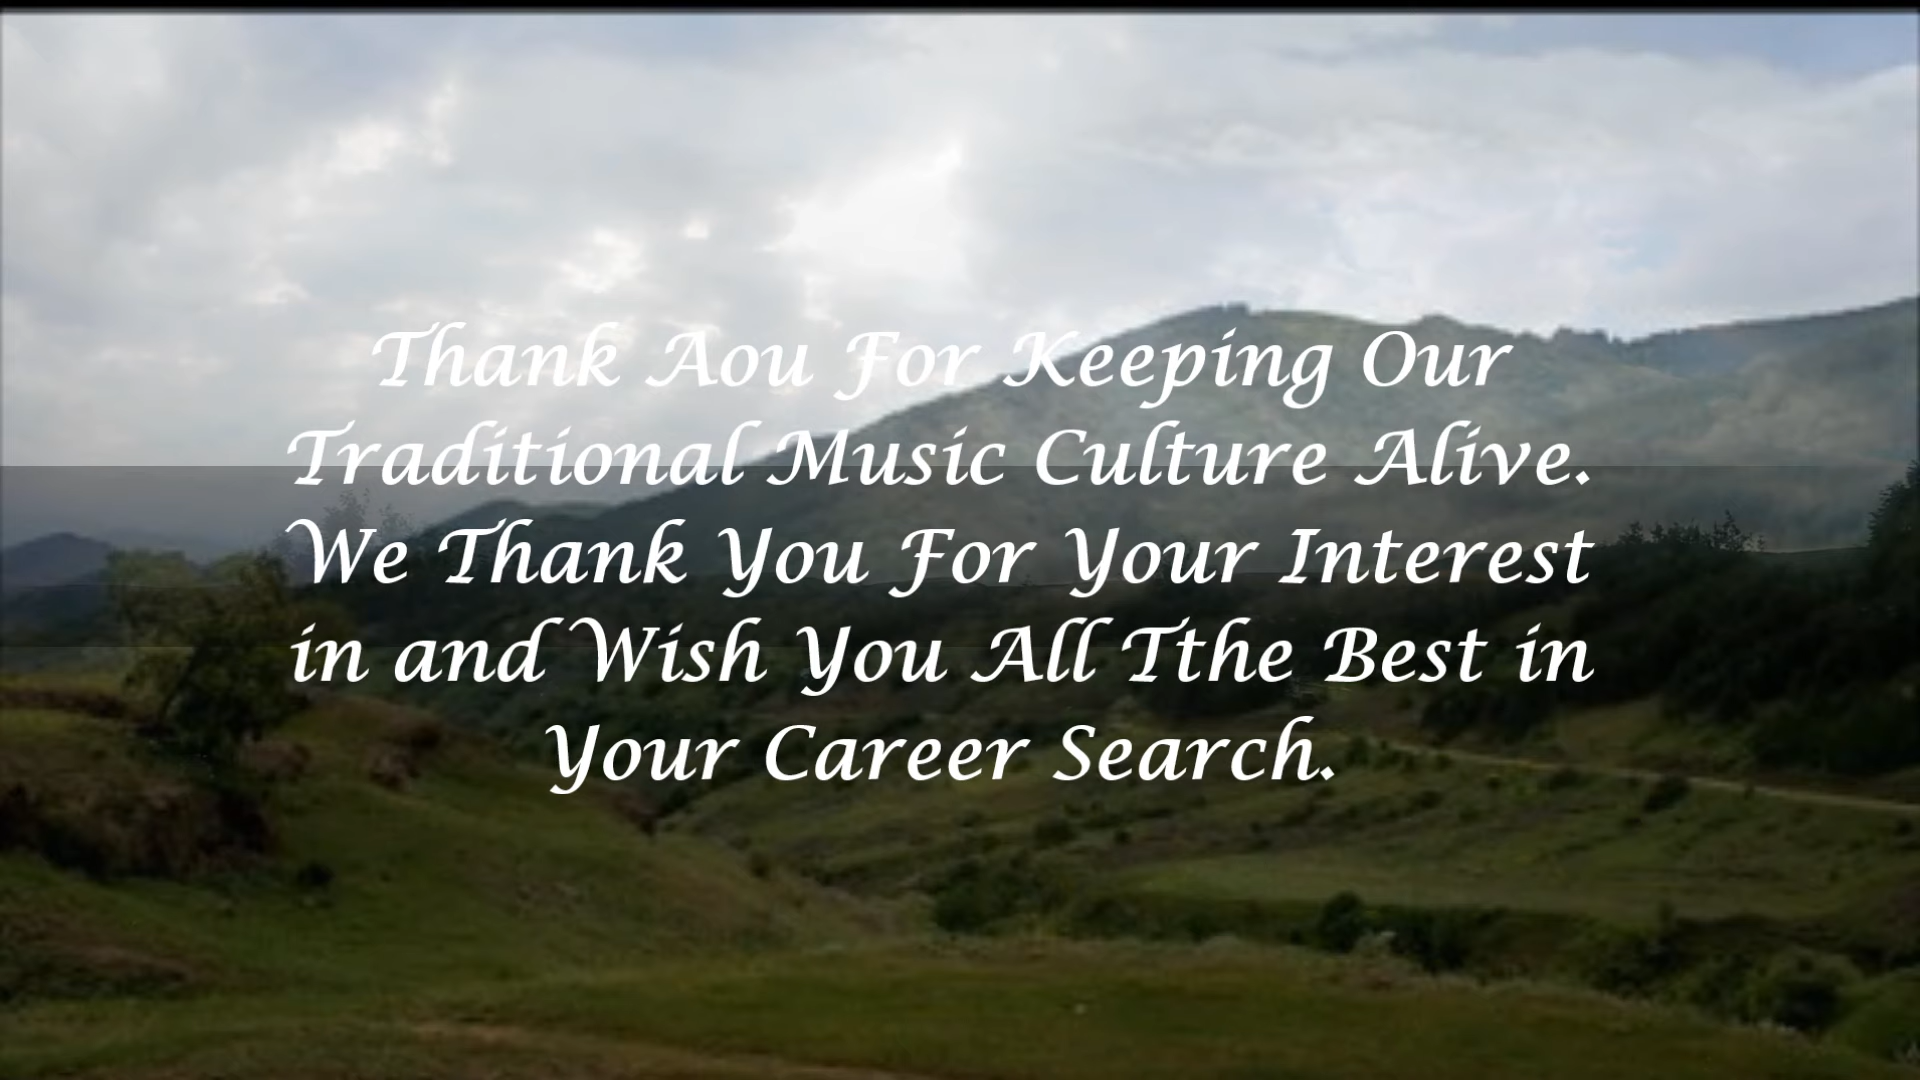 Thank Aou For Keeping Our
Traditional Music Culture Alive.
We Thank You For Your Interest
in and Wish You All Tthe Best in
Your Career Search.